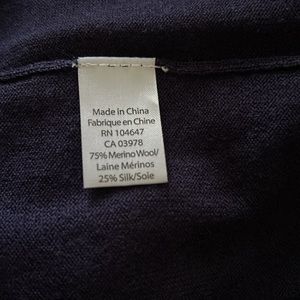 Made in China
Fabriqué en Chine
RN 104647
CA 03978
75% Merino Wool/
Laine Mérinos
25% Silk/Soie